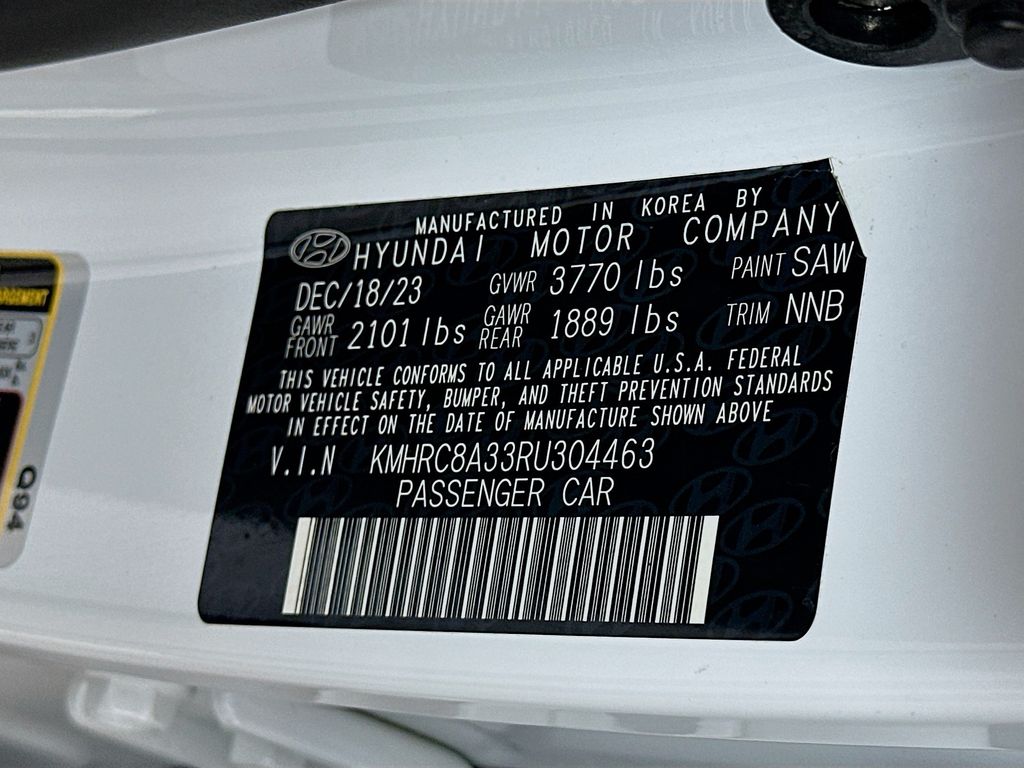 MANUFACTURED IN KOREA BY
HYUNDAI MOTOR COMPANY
DEC/18/23 GVWR 3770 lbs PAINT SAW
GAWR FRONT 2101 lbs GAWR REAR 1889 lbs TRIM NNB
THIS VEHICLE CONFORMS TO ALL APPLICABLE U.S.A. FEDERAL
MOTOR VEHICLE SAFETY, BUMPER, AND THEFT PREVENTION STANDARDS
IN EFFECT ON THE DATE OF MANUFACTURE SHOWN ABOVE
V.I.N KMHRC8A33RU304463
PASSENGER CAR
Q94